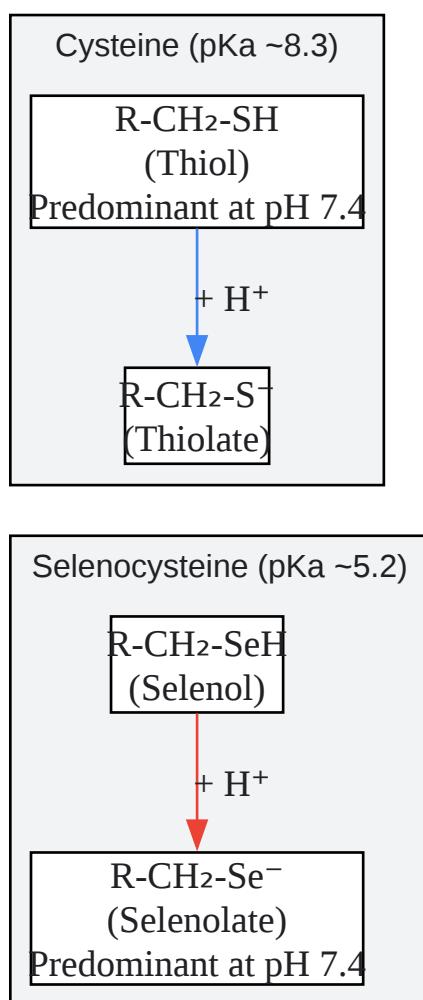 Cysteine (pKa ~8.3)
R-CH₂-SH
(Thiol)
Predominant at pH 7.4
+ H⁺
R-CH₂-S⁻
(Thiolate)
Selenocysteine (pKa ~5.2)
R-CH₂-SeH
(Selenol)
+ H⁺
R-CH₂-Se⁻
(Selenolate)
Predominant at pH 7.4